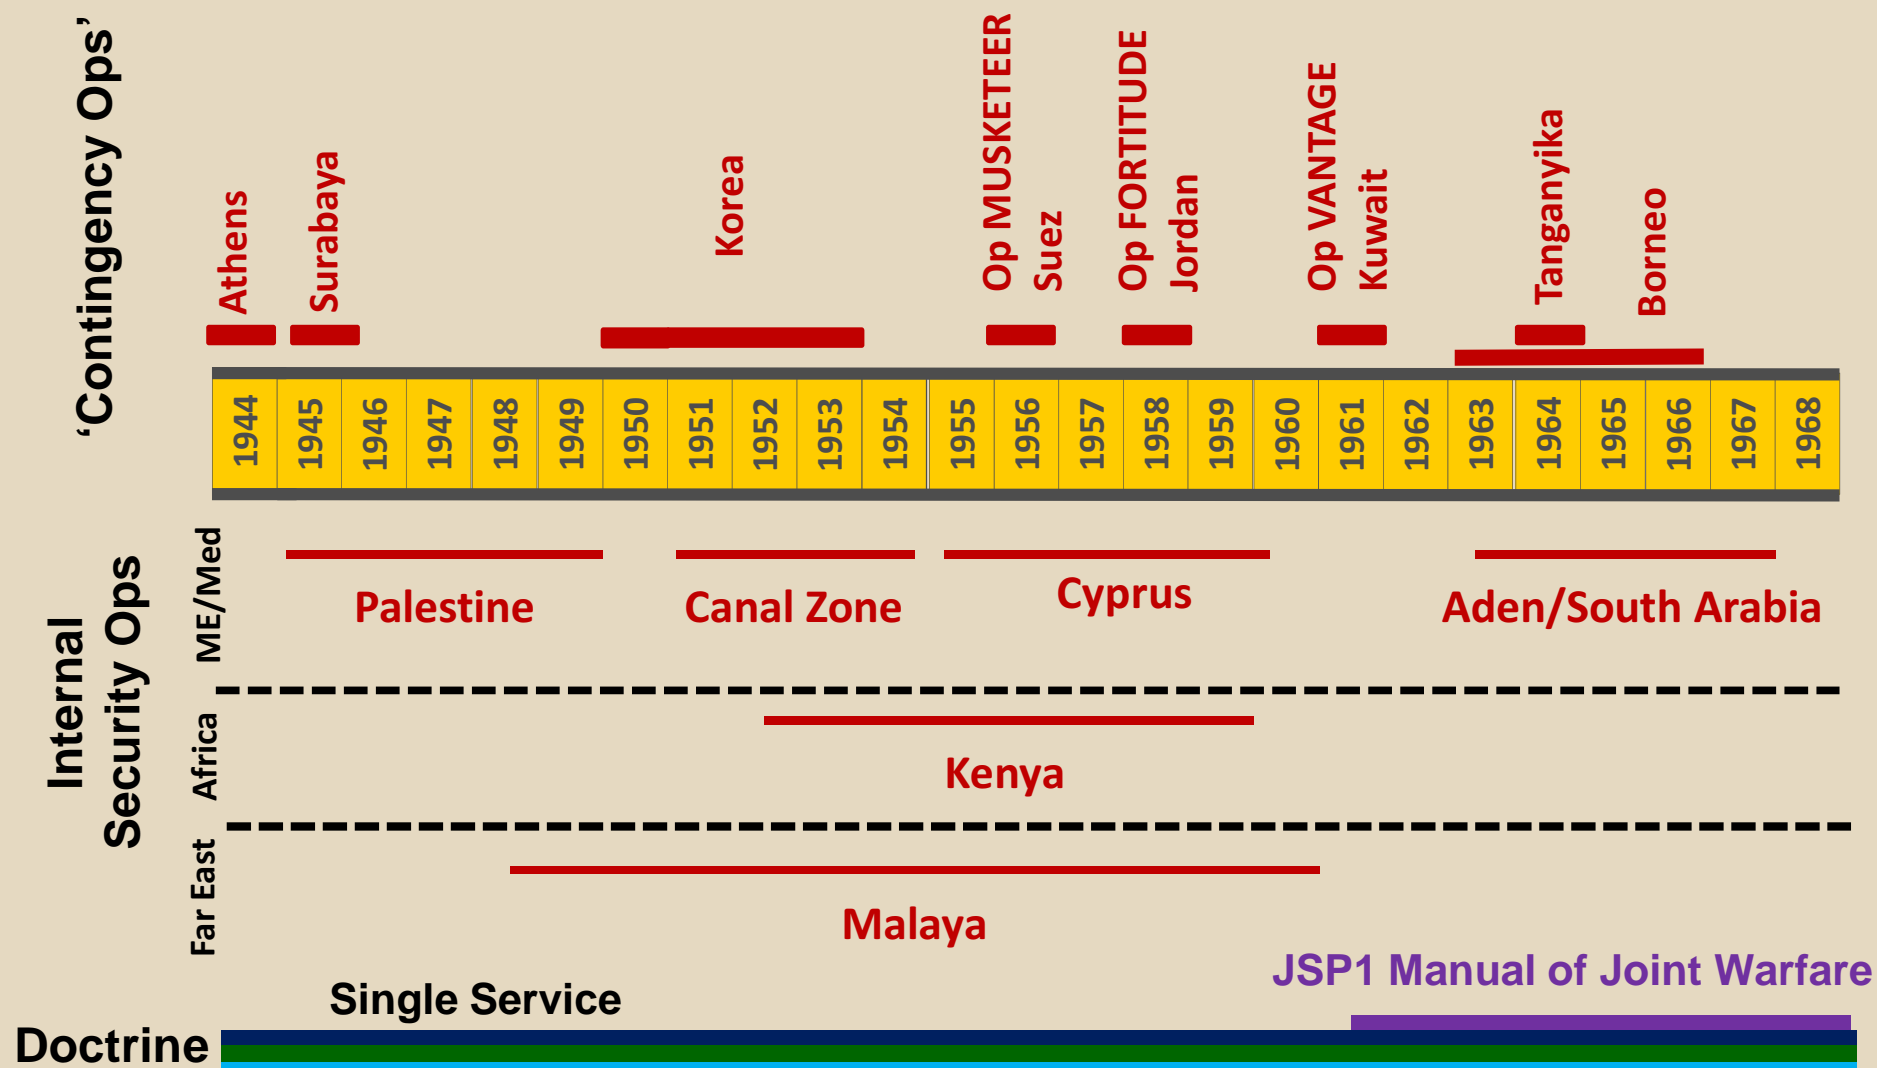 ‘Contingency Ops’
Athens
Surabaya
Korea
Op MUSKETEER
Suez
Op FORTITUDE
Jordan
Op VANTAGE
Kuwait
Tanganyika
Borneo
1944
1945
1946
1947
1948
1949
1950
1951
1952
1953
1954
1955
1956
1957
1958
1959
1960
1961
1962
1963
1964
1965
1966
1967
1968
Internal
Security Ops
ME/Med
Palestine
Canal Zone
Cyprus
Aden/South Arabia
Africa
Kenya
Far East
Malaya
JSP1 Manual of Joint Warfare
Single Service
Doctrine